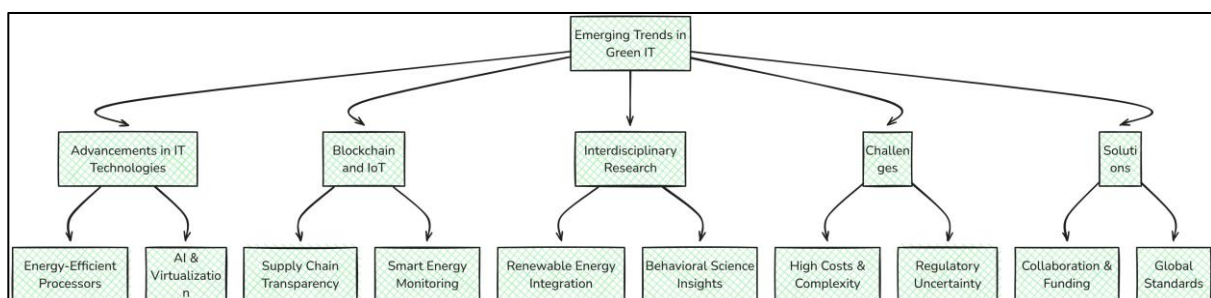 Emerging Trends in
Green IT
Advancements in IT
Technologies
Blockchain
and IoT
Interdisciplinary
Research
Challen
ges
Soluti
ons
Energy-Efficient
Processors
AI &
Virtualizatio
n
Supply Chain
Transparency
Smart Energy
Monitoring
Renewable Energy
Integration
Behavioral Science
Insights
High Costs &
Complexity
Regulatory
Uncertainty
Collaboration &
Funding
Global
Standards